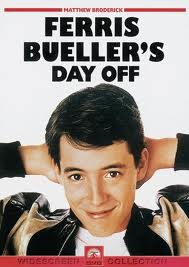 MATTHEW BRODERICK
FERRIS
BUELLER'S
DAY OFF
WIDESCREEN COLLECTION